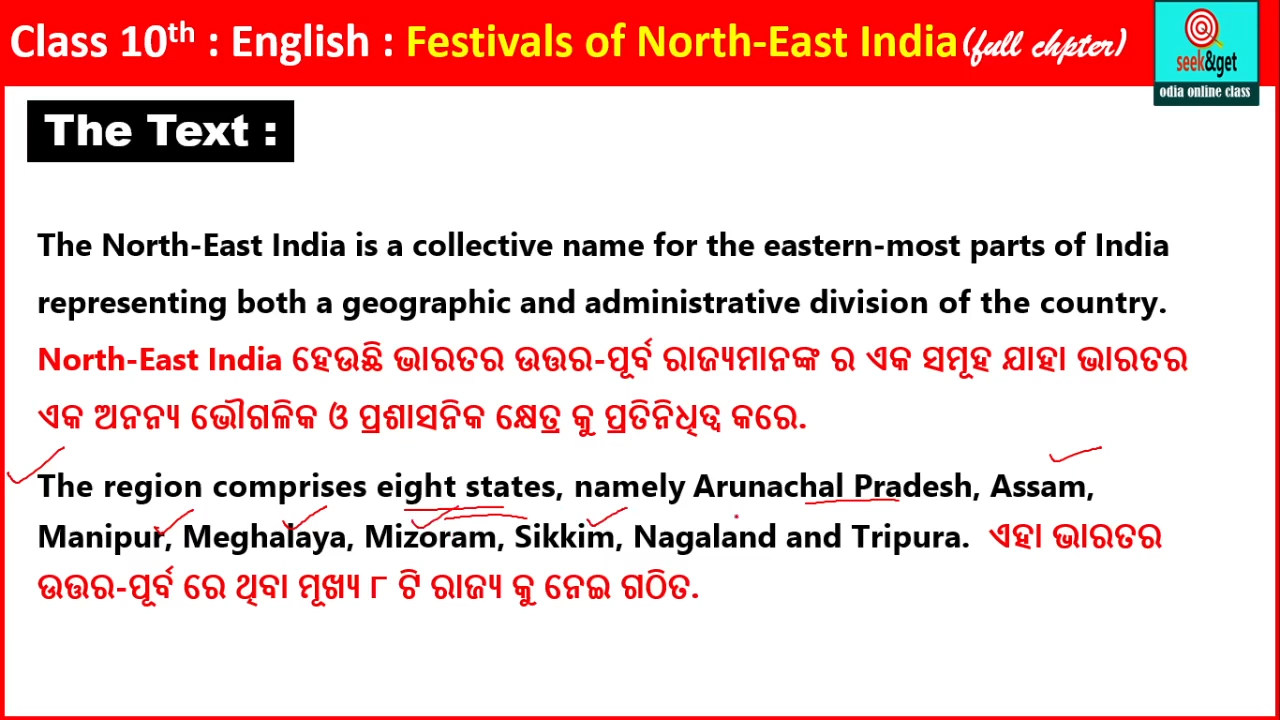 Class 10th : English : Festivals of North-East India(full chpter)
seek&get
odia online class
The Text :
The North-East India is a collective name for the eastern-most parts of India
representing both a geographic and administrative division of the country.
North-East India ହେଉଛି ଭାରତର ଉତ୍ତର-ପୂର୍ବ ରାଜ୍ୟମାନଙ୍କ ର ଏକ ସମୂହ ଯାହା ଭାରତର
ଏକ ଅନନ୍ୟ ଭୌଗଳିକ ଓ ପ୍ରଶାସନିକ କ୍ଷେତ୍ର କୁ ପ୍ରତିନିଧିତ୍ଵ କରେ.
The region comprises eight states, namely Arunachal Pradesh, Assam,
Manipur, Meghalaya, Mizoram, Sikkim, Nagaland and Tripura. ଏହା ଭାରତର
ଉତ୍ତର-ପୂର୍ବ ରେ ଥିବା ମୂଖ୍ୟ ୮ ଟି ରାଜ୍ୟ କୁ ନେଇ ଗଠିତ.